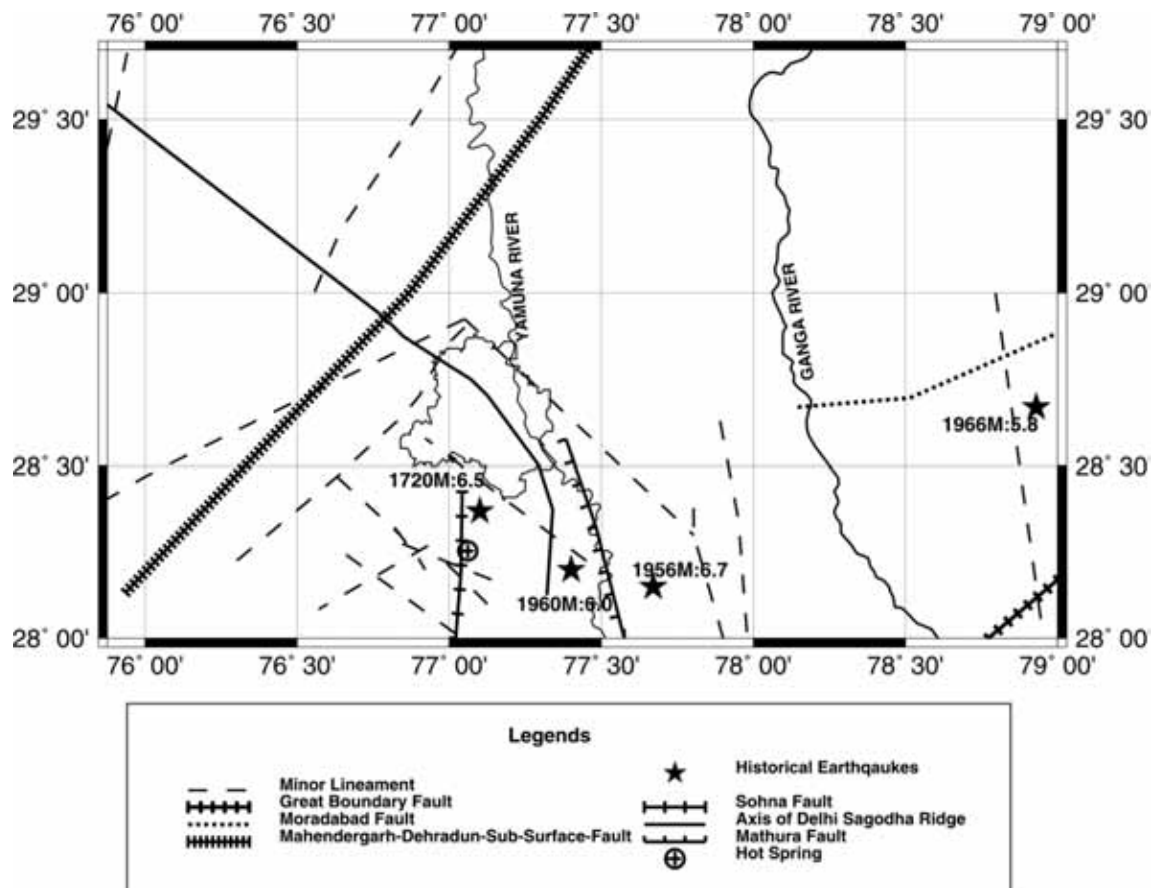 76˚ 00' 76˚ 30' 77˚ 00' 77˚ 30' 78˚ 00' 78˚ 30' 79˚ 00'
29˚ 30' 29˚ 30'
YAMUNA RIVER
29˚ 00' 29˚ 00'
GANGA RIVER
1966M:5.8
28˚ 30' 28˚ 30'
1720M:6.5
1956M:6.7
1960M:6.0
28˚ 00' 28˚ 00'
76˚ 00' 76˚ 30' 77˚ 00' 77˚ 30' 78˚ 00' 78˚ 30' 79˚ 00'
Legends
Minor Lineament
Great Boundary Fault
Moradabad Fault
Mahendergarh-Dehradun-Sub-Surface-Fault
Historical Earthqaukes
Sohna Fault
Axis of Delhi Sagodha Ridge
Mathura Fault
Hot Spring